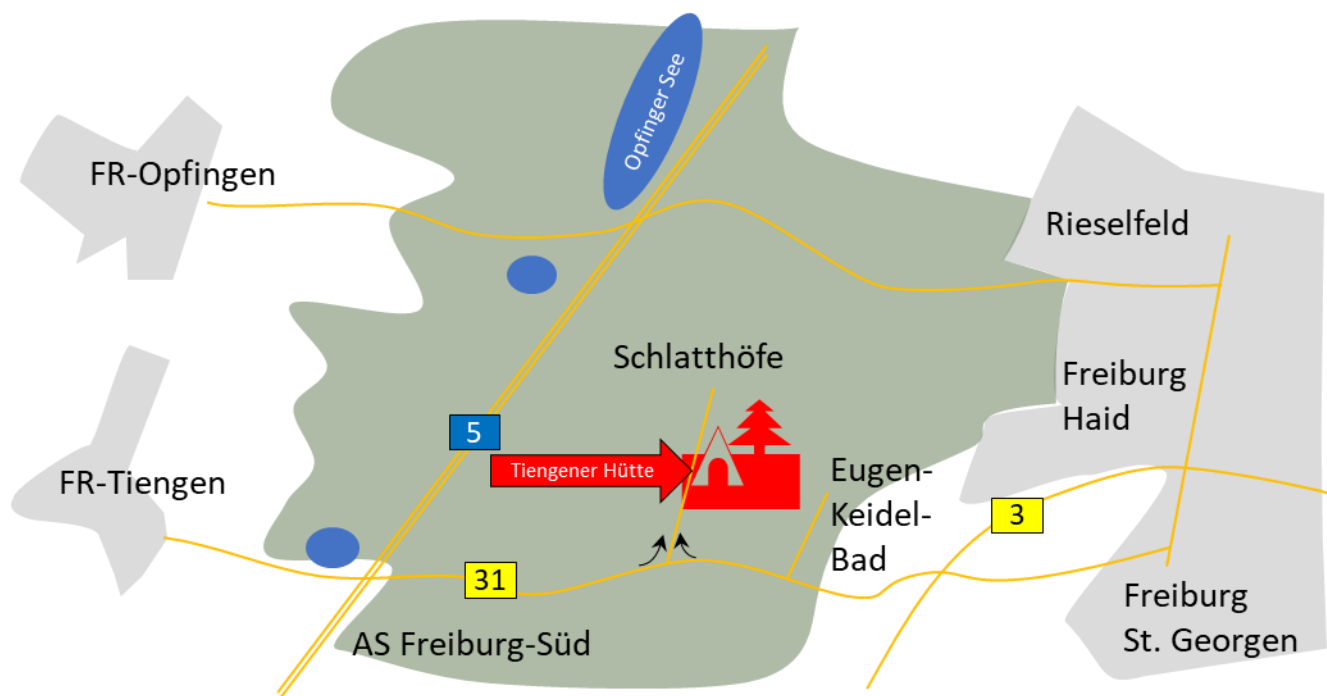 Opfinger See
FR-Opfingen
Rieselfeld
Schlatthöfe
Freiburg
Haid
5
Tiengener Hütte
FR-Tiengen
Eugen-
Keidel-
Bad
3
31
AS Freiburg-Süd
Freiburg
St. Georgen